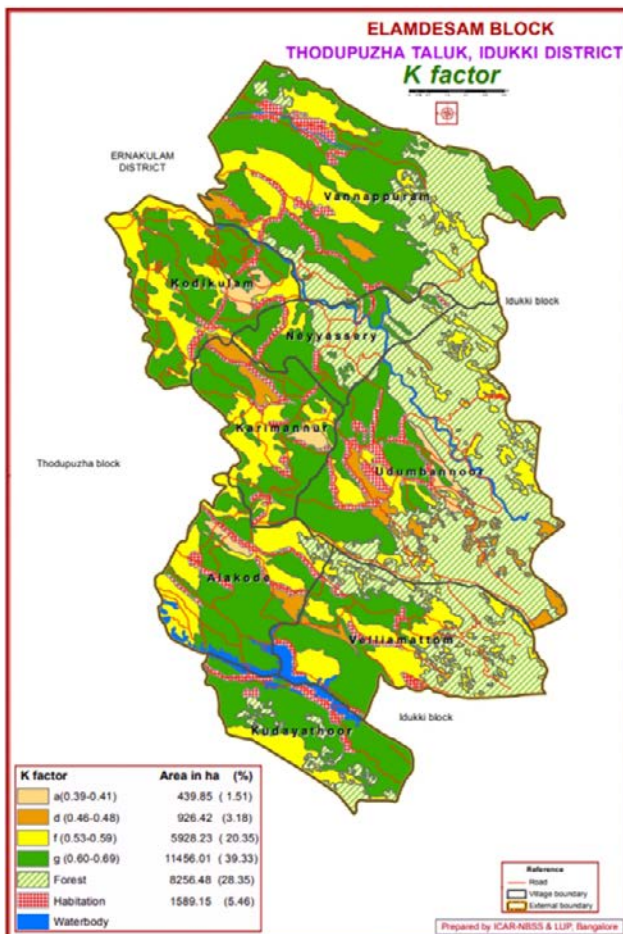 ELAMDESAM BLOCK
THODUPUZHA TALUK, IDUKKI DISTRICT
K factor
ERNAKULAM
DISTRICT
Vannappuram
Kodikulam
Idukki block
Neyyassery
Karimannur
Thodupuzha block
Udumbannoor
Alakode
Velliamattom
Idukki block
Kudayathoor
K factor Area in ha (%)
a(0.39-0.41) 439.85 ( 1.51)
d (0.46-0.48) 926.42 (3.18)
f (0.53-0.59) 5928.23 ( 20.35)
g (0.60-0.69) 11456.01 ( 39.33)
Forest 8256.48 (28.35)
Habitation 1589.15 (5.46)
Waterbody
Reference
Road
Village boundary
External boundary
Prepared by ICAR-NBSS & LUP, Bangalore